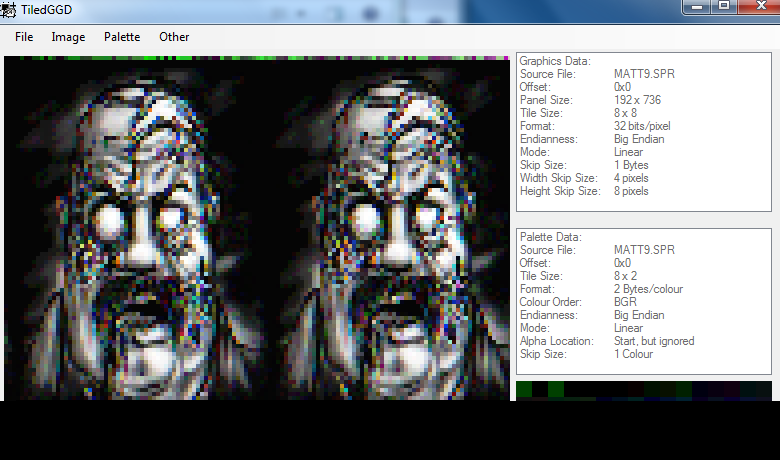 TiledGGD
File Image Palette Other
Graphics Data:
Source File: MATT9.SPR
Offset: 0x0
Panel Size: 192 x 736
Tile Size: 8 x 8
Format: 32 bits/pixel
Endianness: Big Endian
Mode: Linear
Skip Size: 1 Bytes
Width Skip Size: 4 pixels
Height Skip Size: 8 pixels
Palette Data:
Source File: MATT9.SPR
Offset: 0x0
Tile Size: 8 x 2
Format: 2 Bytes/colour
Colour Order: BGR
Endianness: Big Endian
Mode: Linear
Alpha Location: Start, but ignored
Skip Size: 1 Colour